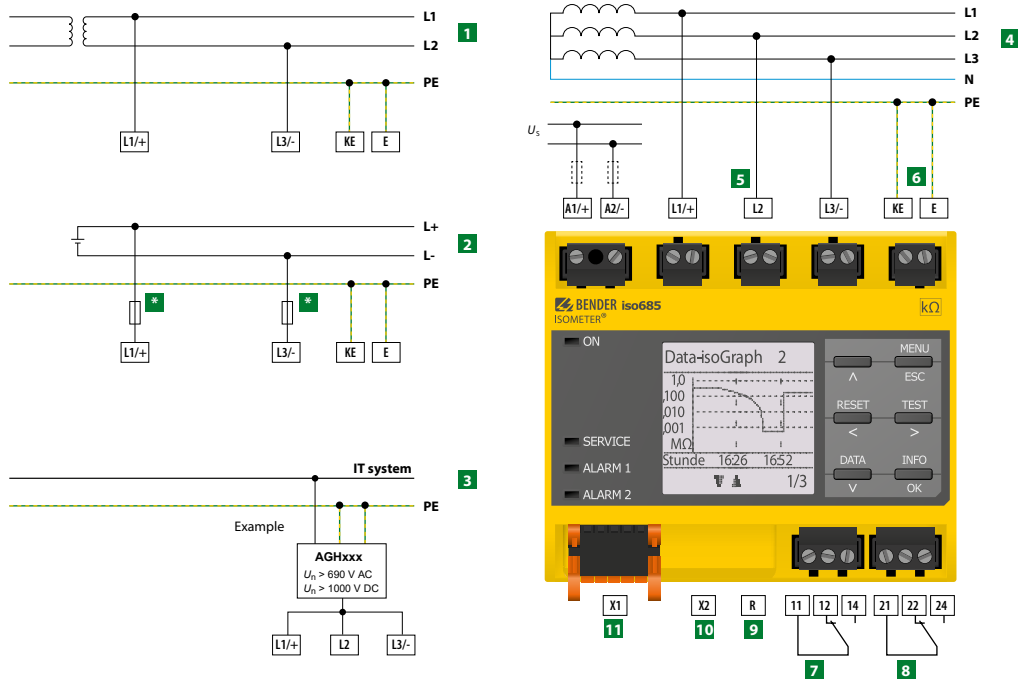 L1
L2
PE
1
L1/+
L3/-
KE
E
L+
L-
PE
2
*
*
L1/+
L3/-
KE
E
IT system
PE
3
Example
AGHxxx
Un > 690 V AC
Un > 1000 V DC
L1/+
L2
L3/-
L1
L2
L3
N
PE
4
Us
5
6
A1/+
A2/-
L1/+
L2
L3/-
KE
E
BENDER iso685
ISOMETER®
kΩ
ON
SERVICE
ALARM 1
ALARM 2
Data-isoGraph 2
1,0
,100
,010
,001
MΩ
Stunde 16:26 16:52
1/3
MENU
ESC
RESET
TEST
<
>
DATA
INFO
V
OK
Λ
X1
X2
R
11
12
14
21
22
24
11
10
9
7
8